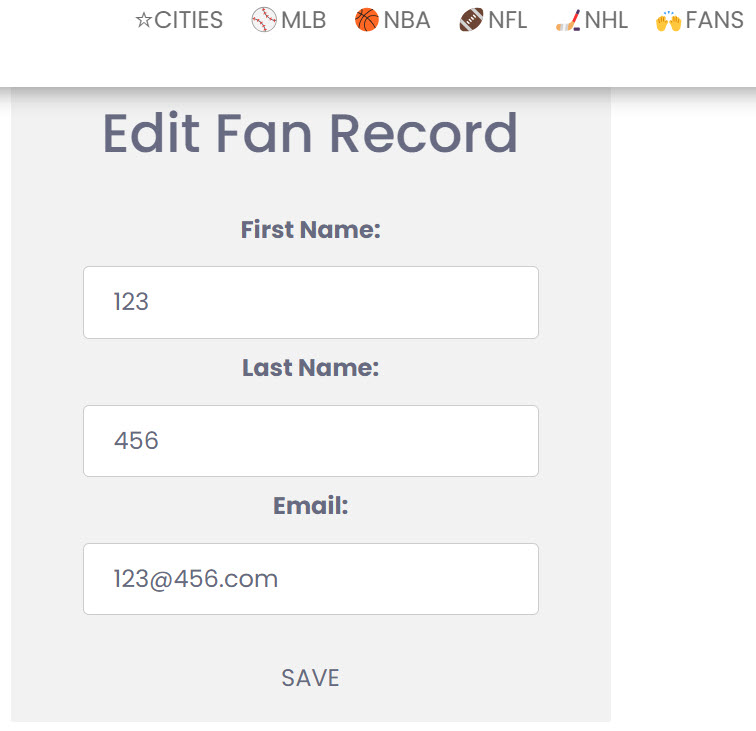 ☆CITIES ⚾MLB 🏀NBA 🏈NFL 🏒NHL 🙌FANS
Edit Fan Record
First Name:
123
Last Name:
456
Email:
123@456.com
SAVE